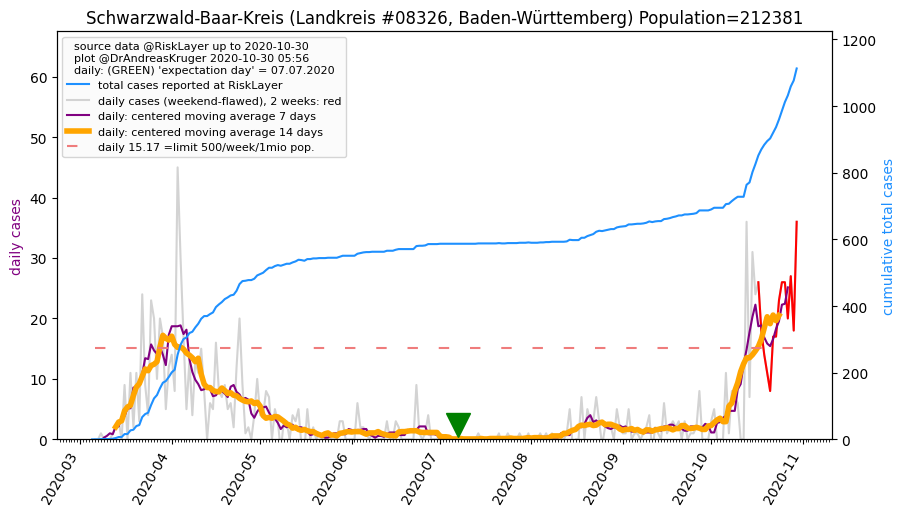 Schwarzwald-Baar-Kreis (Landkreis #08326, Baden-Württemberg) Population=212381
source data @RiskLayer up to 2020-10-30
plot @DrAndreasKruger 2020-10-30 05:56
daily: (GREEN) 'expectation day' = 07.07.2020
total cases reported at RiskLayer
daily cases (weekend-flawed), 2 weeks: red
daily: centered moving average 7 days
daily: centered moving average 14 days
daily 15.17 =limit 500/week/1mio pop.
daily cases
60
50
40
30
20
10
0
cumulative total cases
1200
1000
800
600
400
200
0
2020-03
2020-04
2020-05
2020-06
2020-07
2020-08
2020-09
2020-10
2020-11